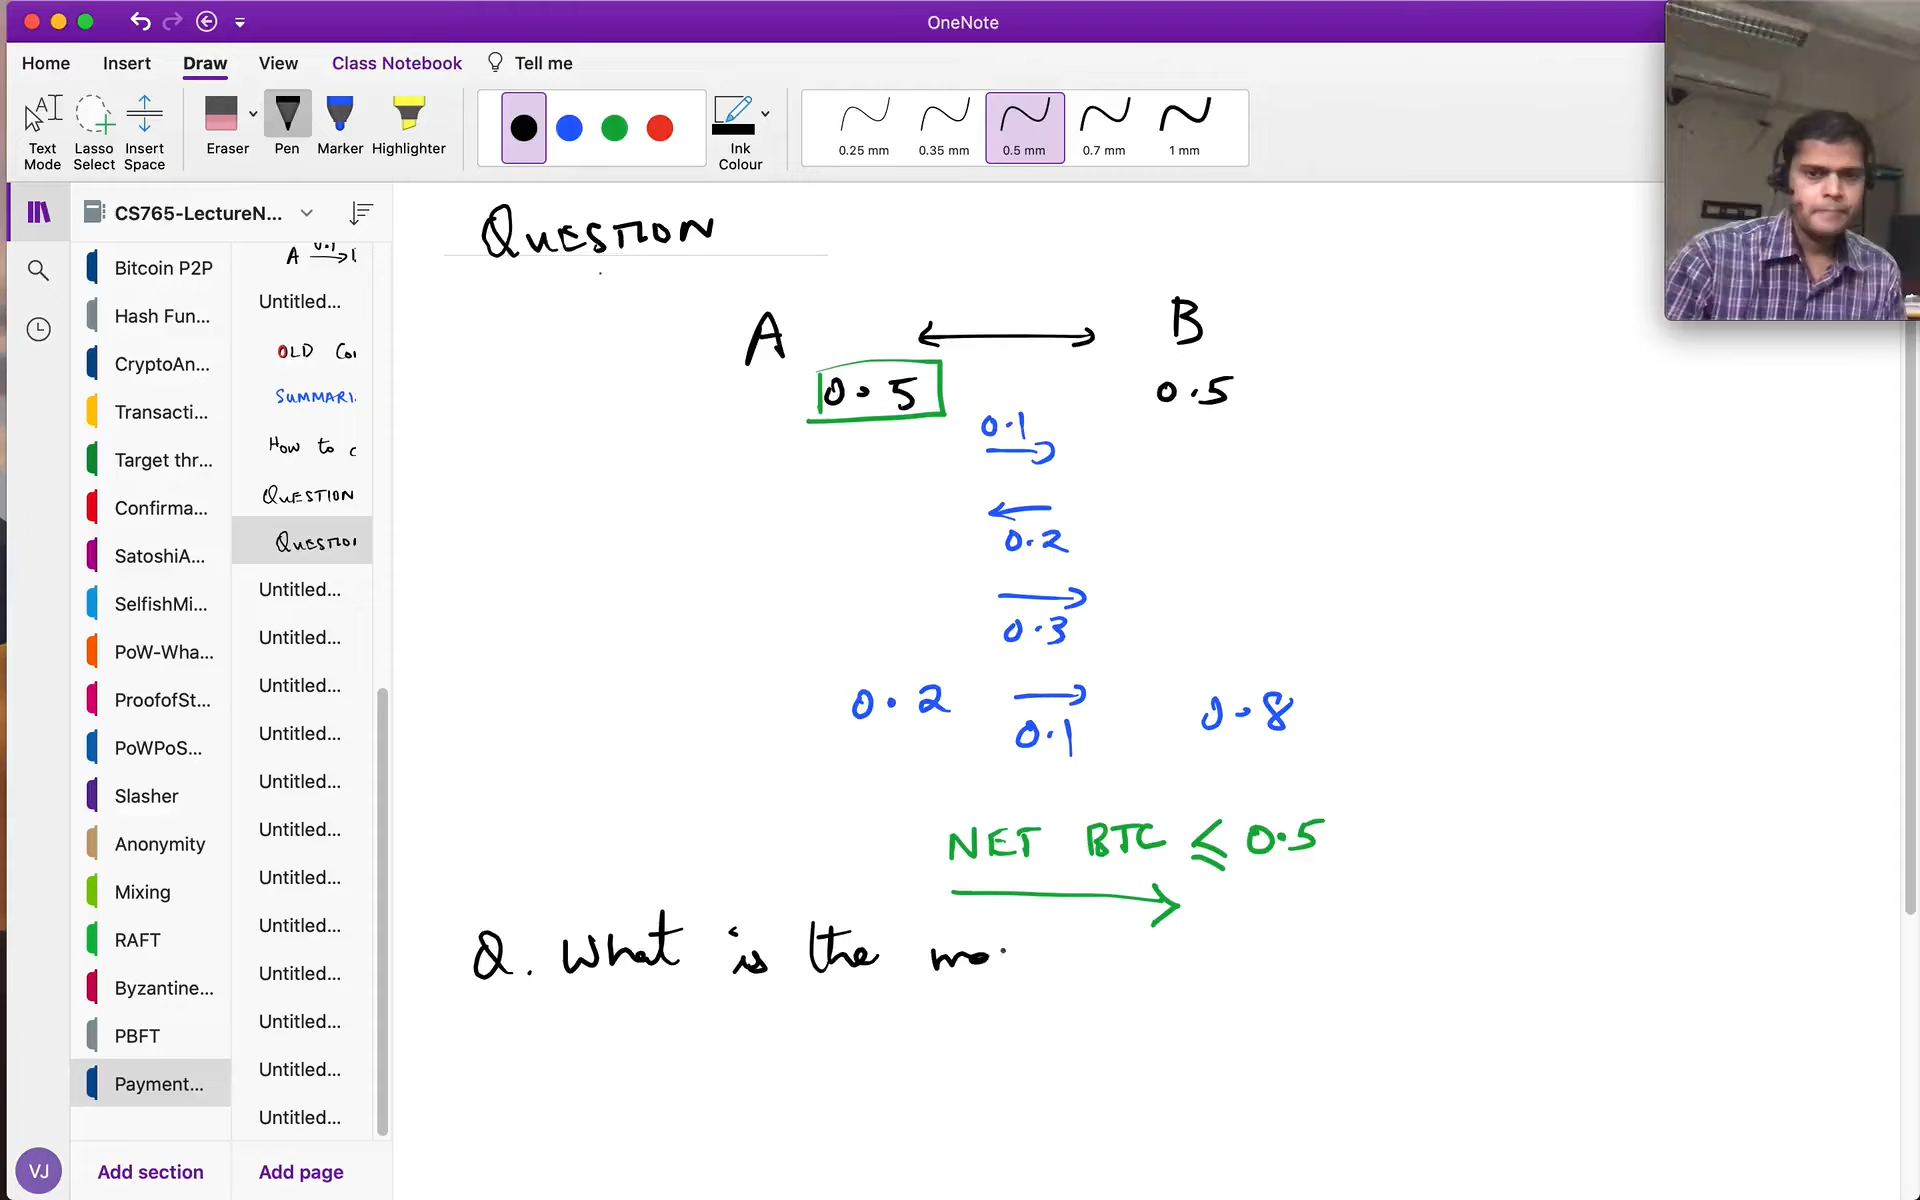 OneNote
Home Insert Draw View Class Notebook Tell me
Text Mode
Lasso Select
Insert Space
Eraser
Pen
Marker
Highlighter
Ink Colour
0.25 mm
0.35 mm
0.5 mm
0.7 mm
1 mm
CS765-LectureN...
Bitcoin P2P
Hash Fun...
CryptoAn...
Transacti...
Target thr...
Confirma...
SatoshiA...
SelfishMi...
PoW-Wha...
ProofofSt...
PoWPoS...
Slasher
Anonymity
Mixing
RAFT
Byzantine...
PBFT
Payment...
Add section
VJ
A
Untitled...
OLD Co
SUMMARI
How to c
QUESTION
QUESTION
Untitled...
Untitled...
Untitled...
Untitled...
Untitled...
Untitled...
Untitled...
Untitled...
Untitled...
Untitled...
Untitled...
Untitled...
Add page
QUESTION
A ↔ B
0.5 0.5
0.1
→
←
0.2
→
0.3
0.2 → 0.8
0.1
NET BTC ≤ 0.5
→
Q. What is the mo